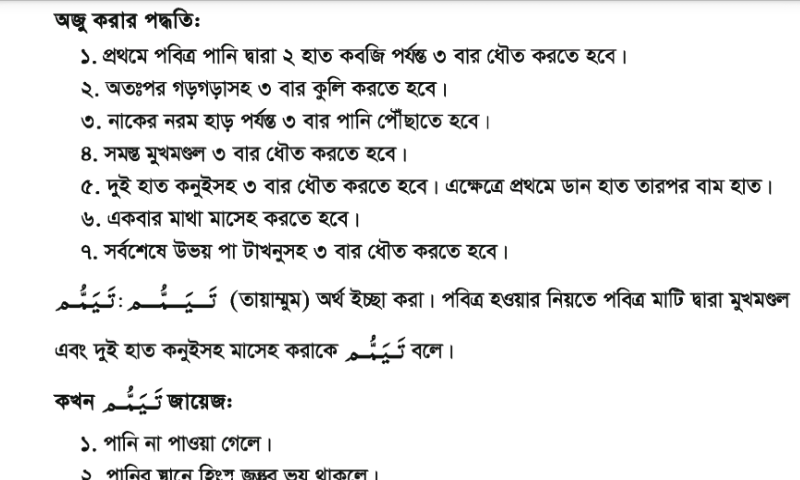 অজু করার পদ্ধতি:
১. প্রথমে পবিত্র পানি দ্বারা ২ হাত কবজি পর্যন্ত ৩ বার ধৌত করতে হবে।
২. অতঃপর গড়গড়াসহ ৩ বার কুলি করতে হবে।
৩. নাকের নরম হাড় পর্যন্ত ৩ বার পানি পৌঁছাতে হবে।
৪. সমস্ত মুখমণ্ডল ৩ বার ধৌত করতে হবে।
৫. দুই হাত কনুইসহ ৩ বার ধৌত করতে হবে। এক্ষেত্রে প্রথমে ডান হাত তারপর বাম হাত।
৬. একবার মাথা মাসেহ করতে হবে।
৭. সর্বশেষে উভয় পা টাখনুসহ ৩ বার ধৌত করতে হবে।
تَيَمُّم: تَيَمُّم (তায়াম্মুম) অর্থ ইচ্ছা করা। পবিত্র হওয়ার নিয়তে পবিত্র মাটি দ্বারা মুখমণ্ডল
এবং দুই হাত কনুইসহ মাসেহ করাকে تَيَمُّم বলে।
কখন تَيَمُّم জায়েজ:
১. পানি না পাওয়া গেলে।
২. পানির স্থানে হিংস্র জন্তুর ভয় থাকলে।